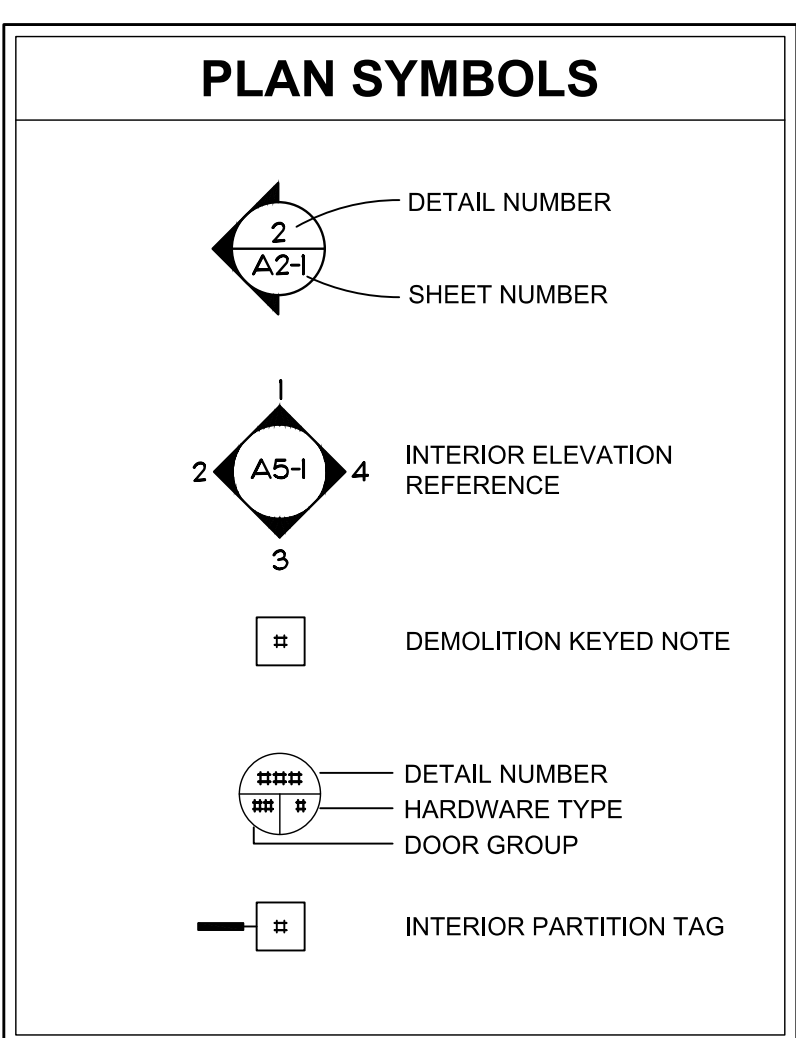 PLAN SYMBOLS
2
A2-1
DETAIL NUMBER
SHEET NUMBER
1
2
A5-1
4
3
INTERIOR ELEVATION
REFERENCE
#
DEMOLITION KEYED NOTE
###
## #
DETAIL NUMBER
HARDWARE TYPE
DOOR GROUP
#
INTERIOR PARTITION TAG